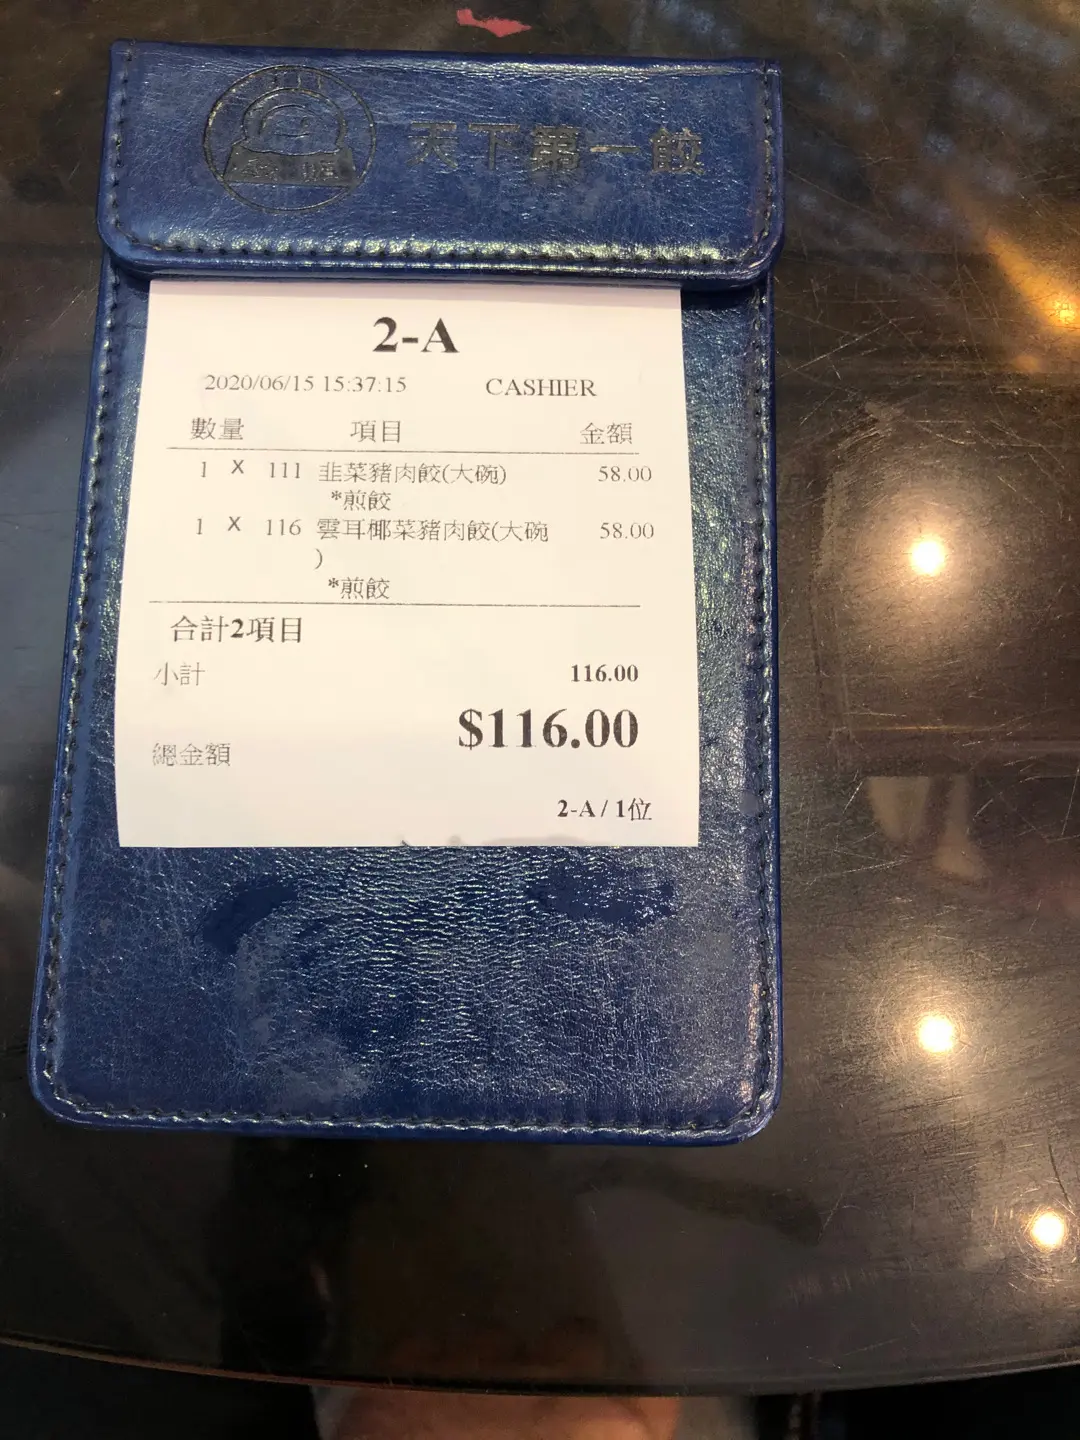 天下第一餃
2-A
2020/06/15 15:37:15 CASHIER
數量 項目 金額
1 X 111 韭菜豬肉餃(大碗) 58.00
*煎餃
1 X 116 雲耳椰菜豬肉餃(大碗 58.00
)
*煎餃
合計2項目
小計 116.00
總金額 $116.00
2-A / 1位